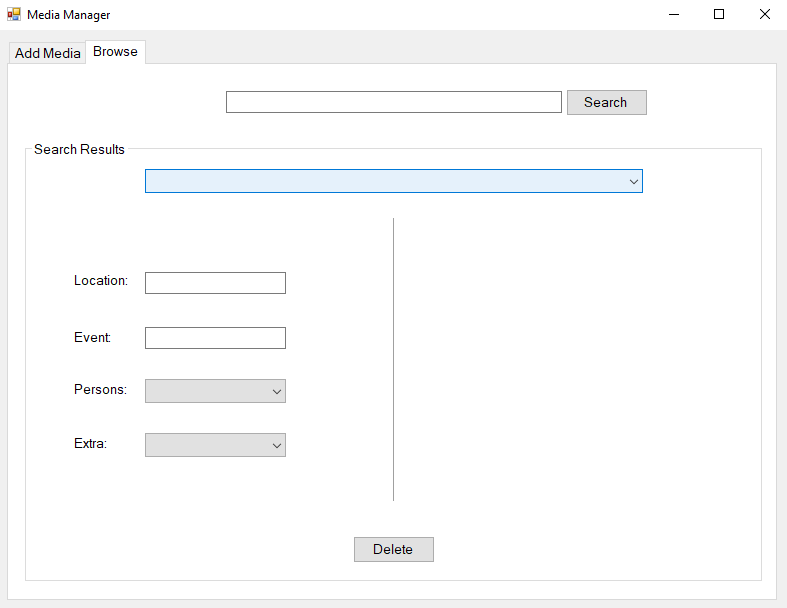 Media Manager
Add Media Browse
Search
Search Results
Location:
Event:
Persons:
Extra:
Delete